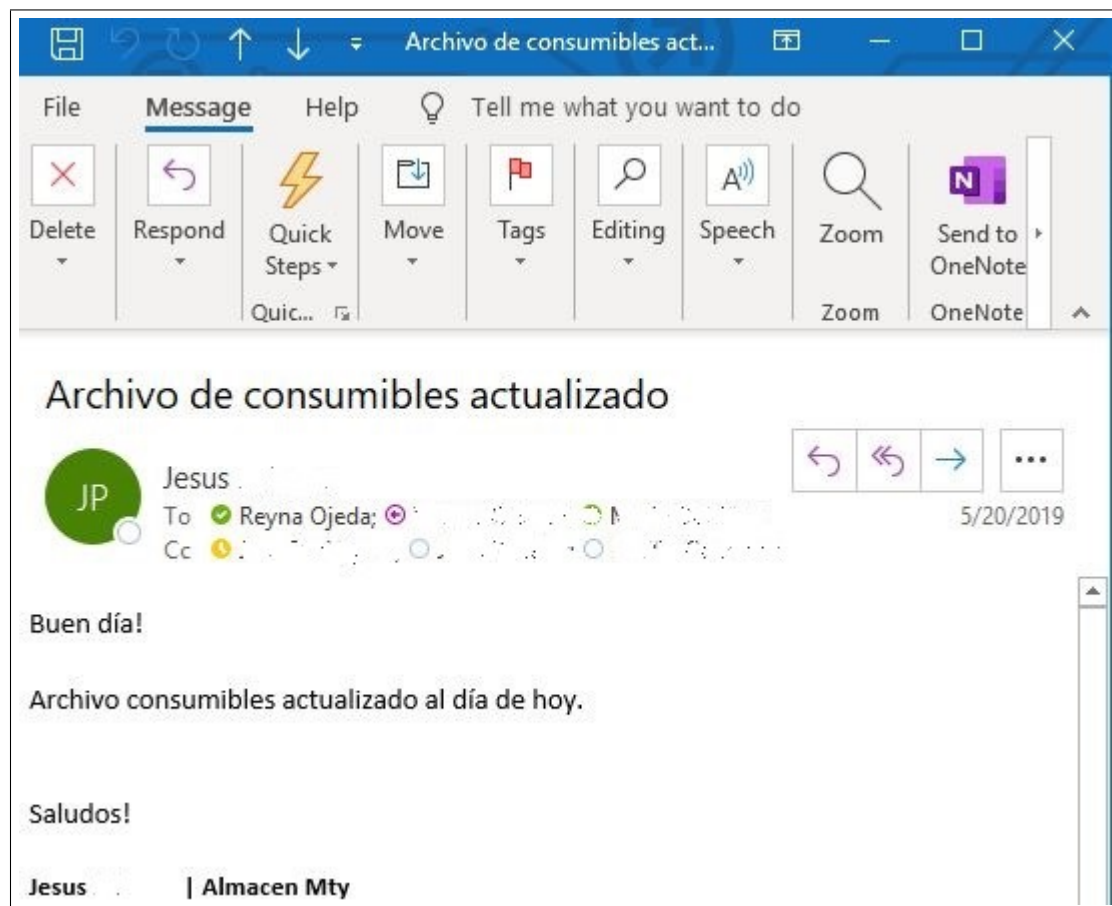 Archivo de consumibles act...
File Message Help Tell me what you want to do
Delete Respond Quick Steps Move Tags Editing Speech Zoom Send to OneNote
Quic... Zoom OneNote
Archivo de consumibles actualizado
JP
Jesus
To Reyna Ojeda;
5/20/2019
Cc
Buen día!
Archivo consumibles actualizado al día de hoy.
Saludos!
Jesus | Almacen Mty